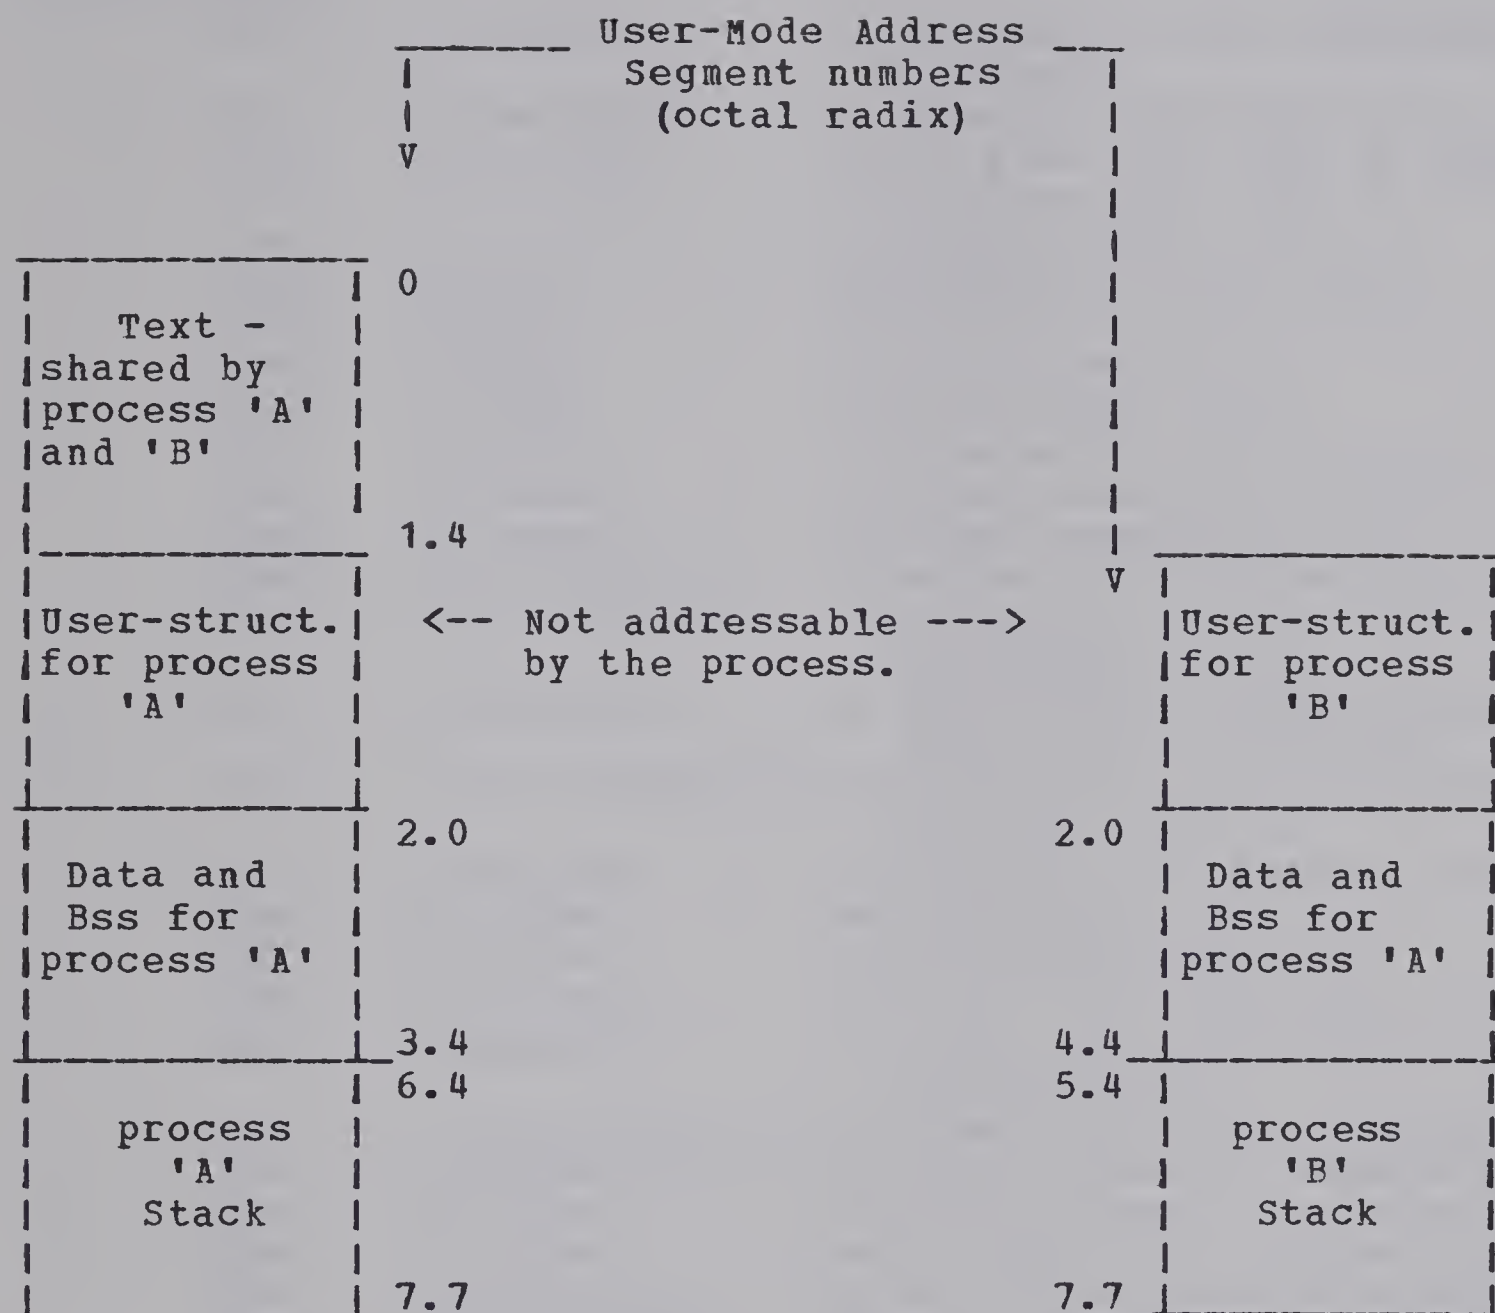 User-Mode Address
Segment numbers
(octal radix)
V
0
Text -
shared by
process 'A'
and 'B'
1.4
V
User-struct.
for process
'A'
<-- Not addressable --->
by the process.
User-struct.
for process
'B'
2.0
2.0
Data and
Bss for
process 'A'
Data and
Bss for
process 'A'
3.4
4.4
6.4
5.4
process
'A'
Stack
process
'B'
Stack
7.7
7.7